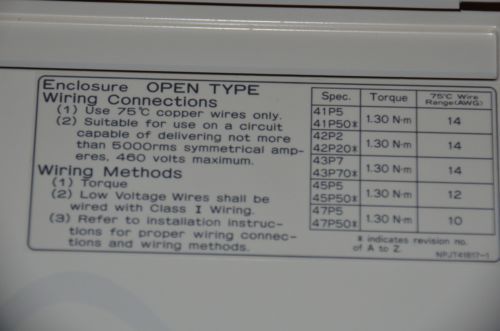 Enclosure OPEN TYPE
Wiring Connections
(1) Use 75℃ copper wires only.
(2) Suitable for use on a circuit
capable of delivering not more
than 5000rms symmetrical amp-
eres, 460 volts maximum.
Wiring Methods
(1) Torque
(2) Low Voltage Wires shall be
wired with Class I Wiring.
(3) Refer to installation instruc-
tions for proper wiring connec-
tions and wiring methods.
Spec. Torque 75℃ Wire
Range(AWG)
41P5
41P50* 1.30 N·m 14
42P2
42P20* 1.30 N·m 14
43P7
43P70* 1.30 N·m 14
45P5
45P50* 1.30 N·m 12
47P5
47P50* 1.30 N·m 10
* indicates revision no.
of A to Z.
NPJT41817-1